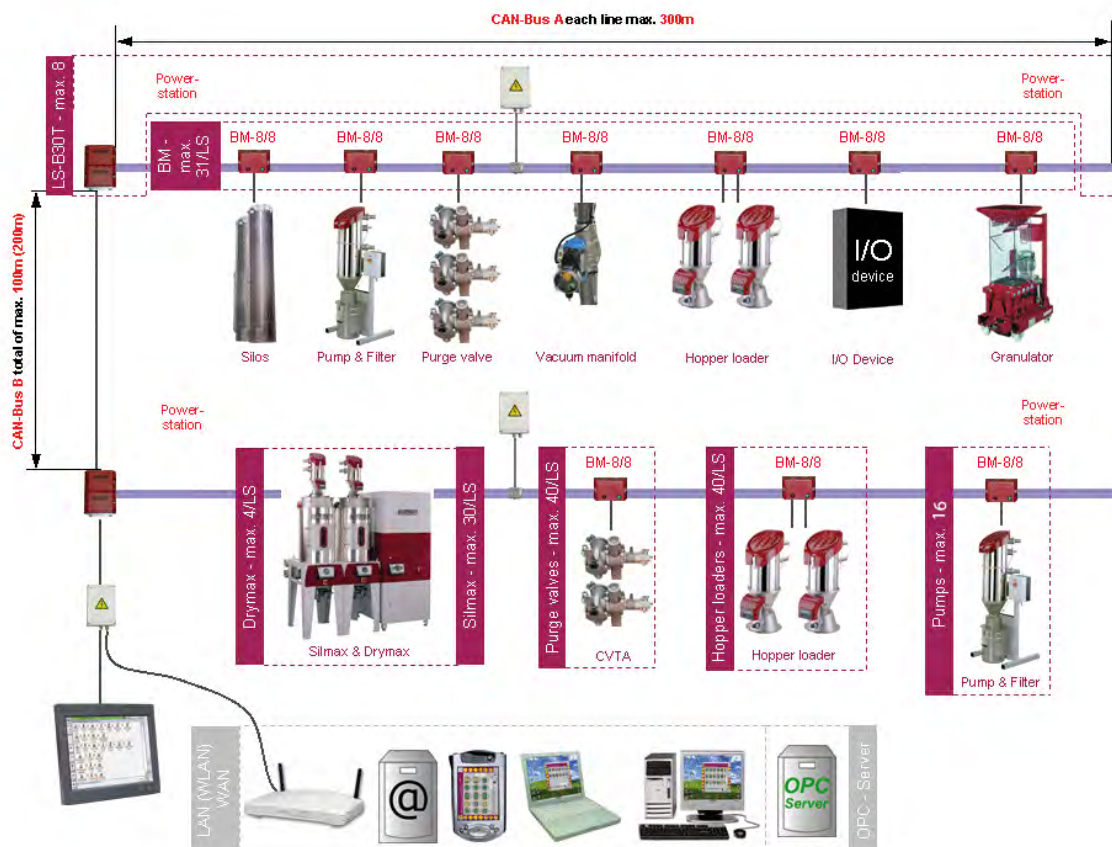 CAN-Bus A each line max. 300m
LS-B30T - max. 8
Power-
station
Power-
station
BM -
max.
31/LS
BM-8/8
BM-8/8
BM-8/8
BM-8/8
BM-8/8
BM-8/8
BM-8/8
I/O
device
Silos
Pump & Filter
Purge valve
Vacuum manifold
Hopper loader
I/O Device
Granulator
CAN-Bus B total of max. 100m (200m)
Power-
station
Power-
station
Drymax - max. 4/LS
Silmax & Drymax
Silmax - max. 30/LS
Purge valves - max. 40/LS
BM-8/8
CVTA
Hopper loaders - max. 40/LS
BM-8/8
Hopper loader
Pumps - max. 16
BM-8/8
Pump & Filter
LAN (WLAN)
WAN
@
OPC
Server
OPC - Server